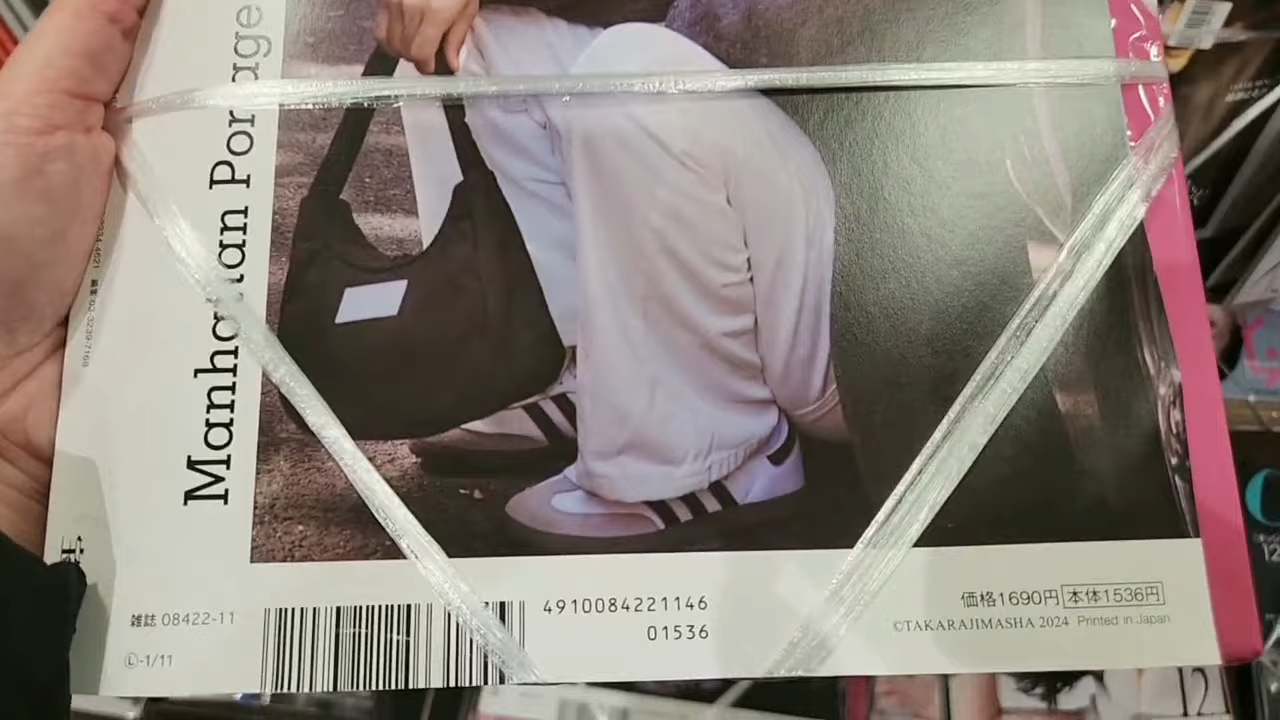 Manhattan Portage
雑誌 08422-11
Ⓛ-1/11
4910084221146
01536
価格1690円 本体1536円
©TAKARAJIMASHA 2024 Printed in Japan
12